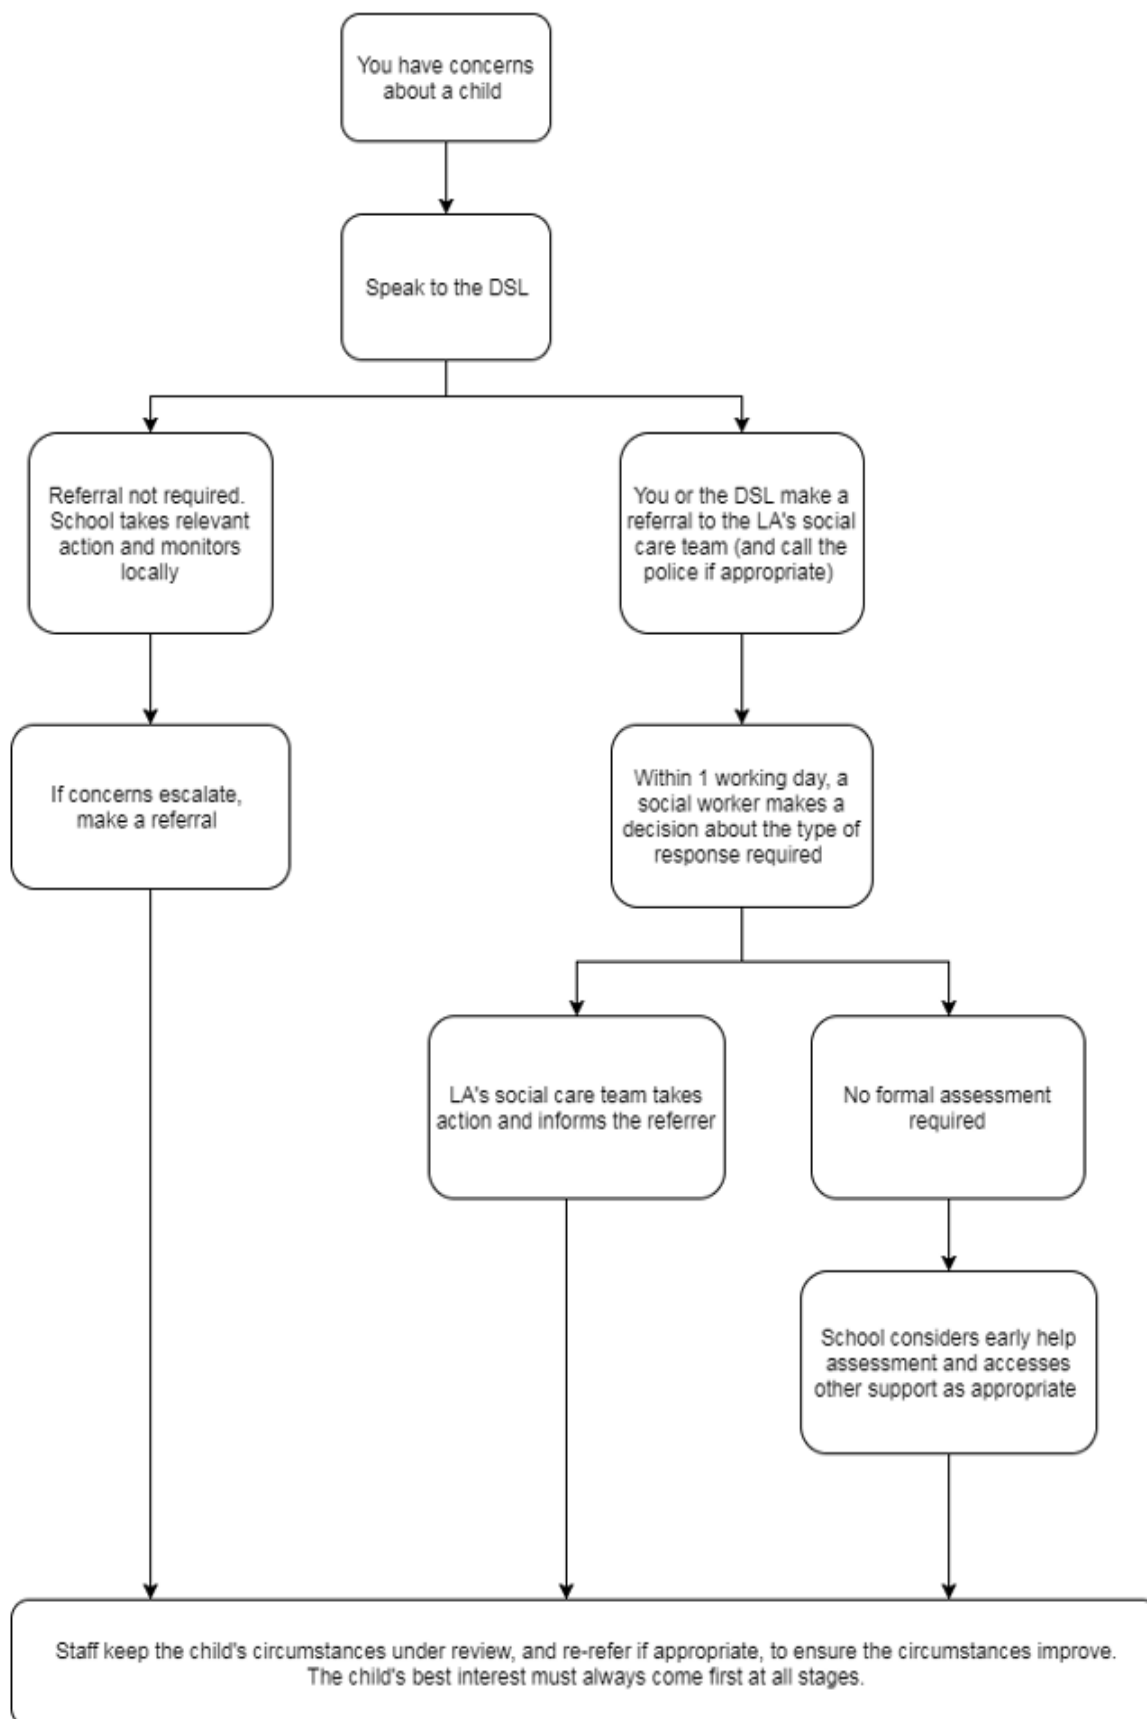 You have concerns
about a child
Speak to the DSL
Referral not required.
School takes relevant
action and monitors
locally
You or the DSL make a
referral to the LA's social
care team (and call the
police if appropriate)
If concerns escalate,
make a referral
Within 1 working day, a
social worker makes a
decision about the type of
response required
LA's social care team takes
action and informs the referrer
No formal assessment
required
School considers early help
assessment and accesses
other support as appropriate
Staff keep the child's circumstances under review, and re-refer if appropriate, to ensure the circumstances improve.
The child's best interest must always come first at all stages.